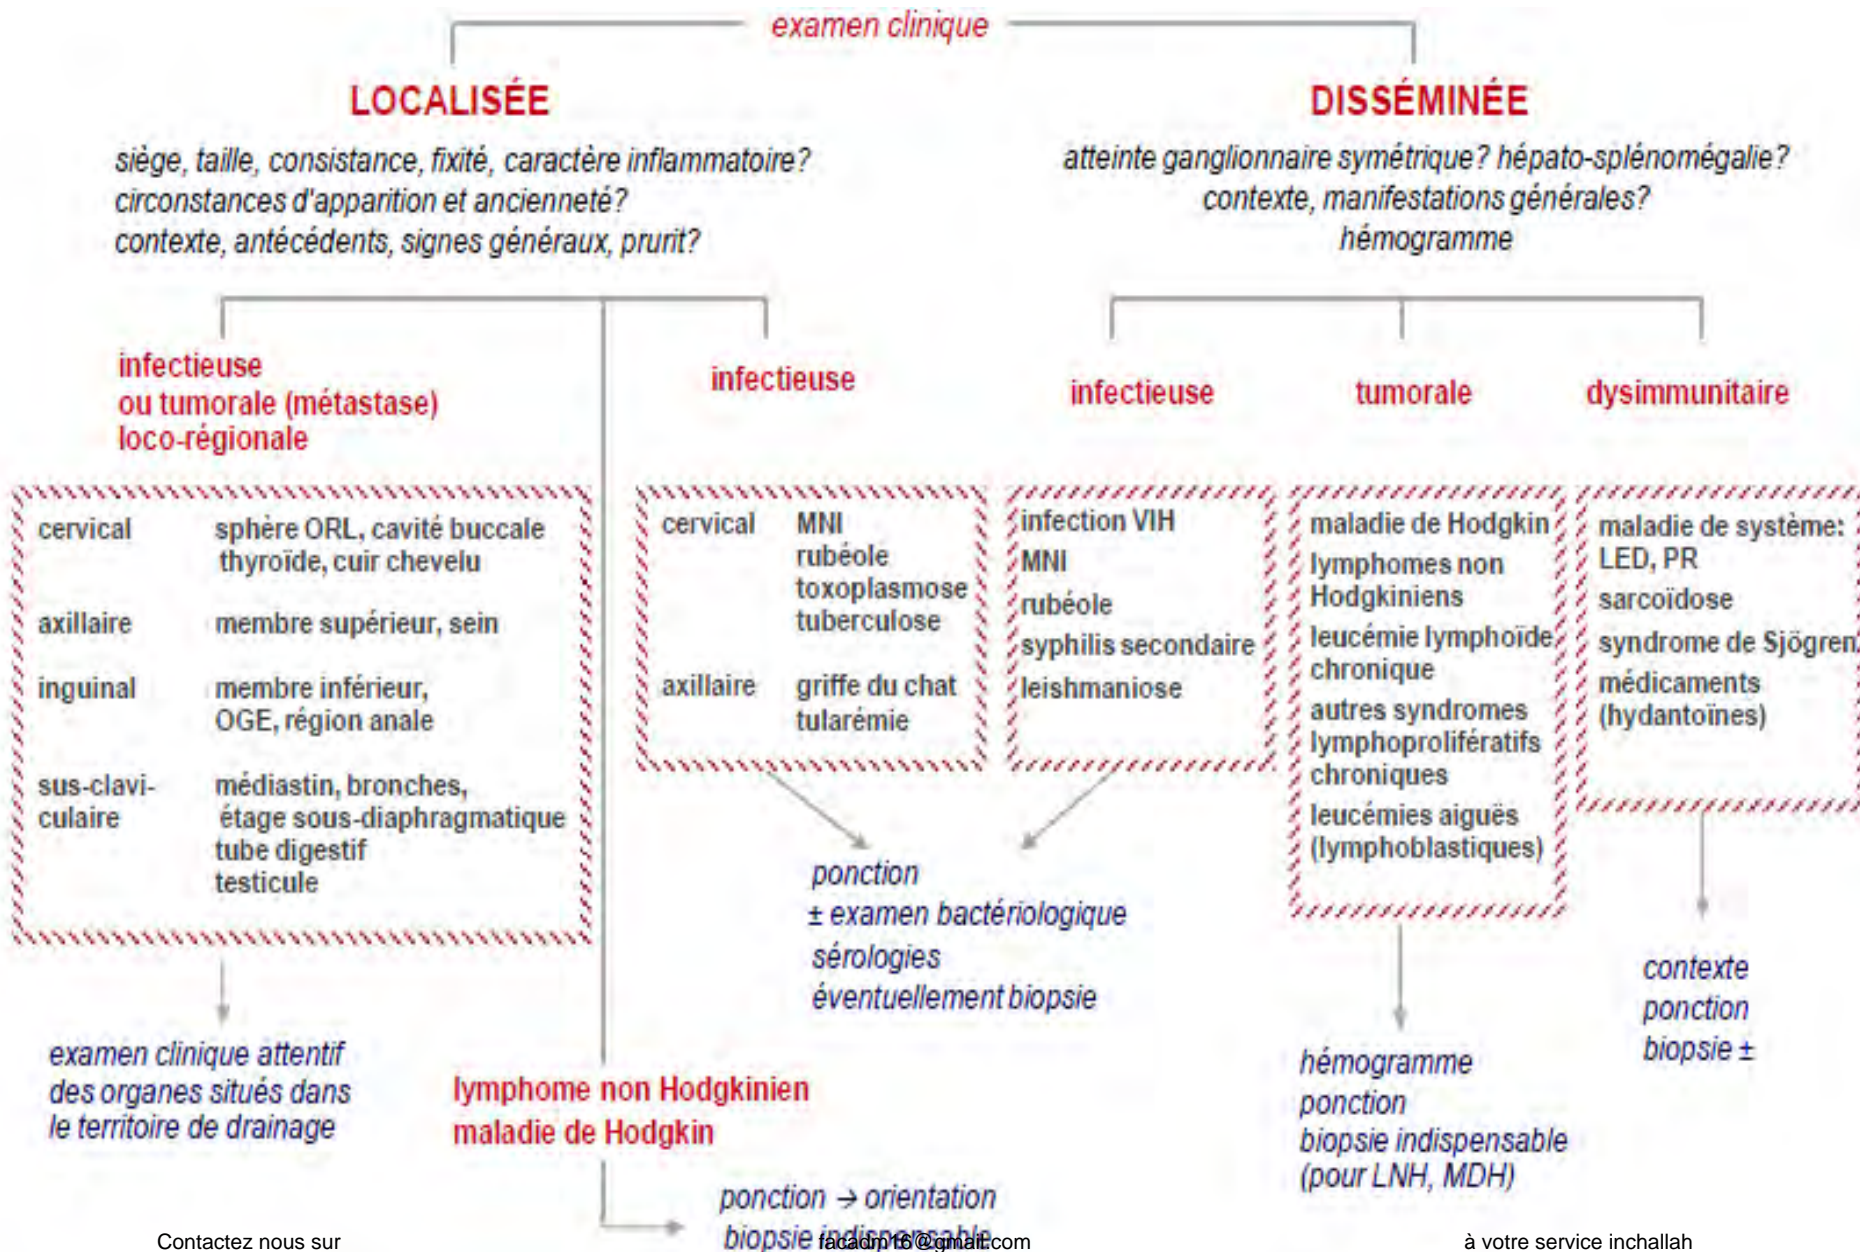 examen clinique
LOCALISÉE
siège, taille, consistance, fixité, caractère inflammatoire?
circonstances d'apparition et ancienneté?
contexte, antécédents, signes généraux, prurit?
DISSÉMINÉE
atteinte ganglionnaire symétrique? hépato-splénomégalie?
contexte, manifestations générales?
hémogramme
infectieuse
ou tumorale (métastase)
loco-régionale
cervical sphère ORL, cavité buccale
thyroïde, cuir chevelu
axillaire membre supérieur, sein
inguinal membre inférieur,
OGE, région anale
sus-clavi- médiastin, bronches,
culaire étage sous-diaphragmatique
tube digestif
testicule
examen clinique attentif
des organes situés dans
le territoire de drainage
lymphome non Hodgkinien
maladie de Hodgkin
ponction → orientation
biopsie indispensable
infectieuse
cervical MNI
rubéole
toxoplasmose
tuberculose
axillaire griffe du chat
tularémie
infectieuse
infection VIH
MNI
rubéole
syphilis secondaire
leishmaniose
ponction
± examen bactériologique
sérologies
éventuellement biopsie
tumorale
maladie de Hodgkin
lymphomes non
Hodgkiniens
leucémie lymphoïde
chronique
autres syndromes
lymphoprolifératifs
chroniques
leucémies aiguës
(lymphoblastiques)
hémogramme
ponction
biopsie indispensable
(pour LNH, MDH)
dysimmunitaire
maladie de système:
LED, PR
sarcoïdose
syndrome de Sjögren
médicaments
(hydantoïnes)
contexte
ponction
biopsie ±
Contactez nous sur facadm16@gmail.com à votre service inchallah